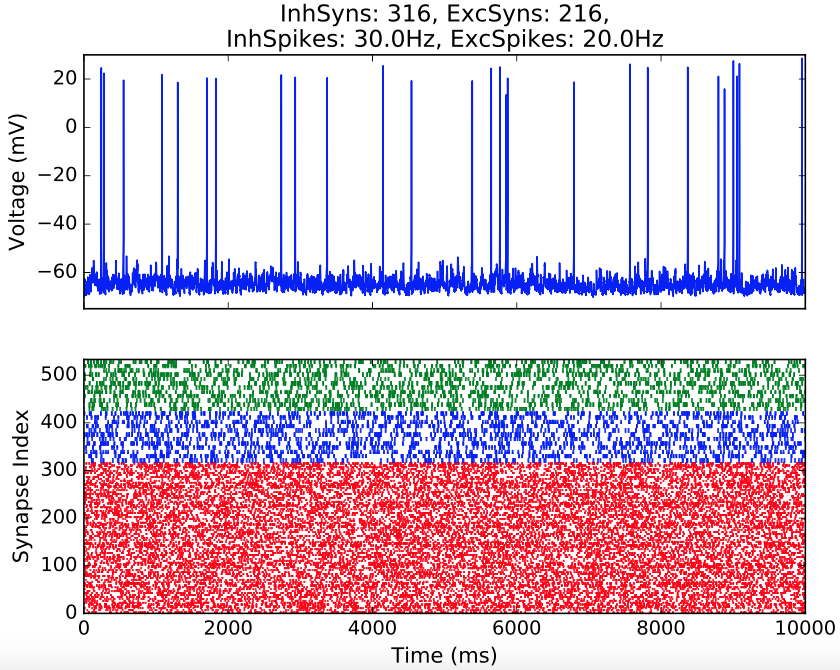 InhSyns: 316, ExcSyns: 216,
InhSpikes: 30.0Hz, ExcSpikes: 20.0Hz
Voltage (mV)
20
0
−20
−40
−60
Synapse Index
500
400
300
200
100
0
0 2000 4000 6000 8000 10000
Time (ms)